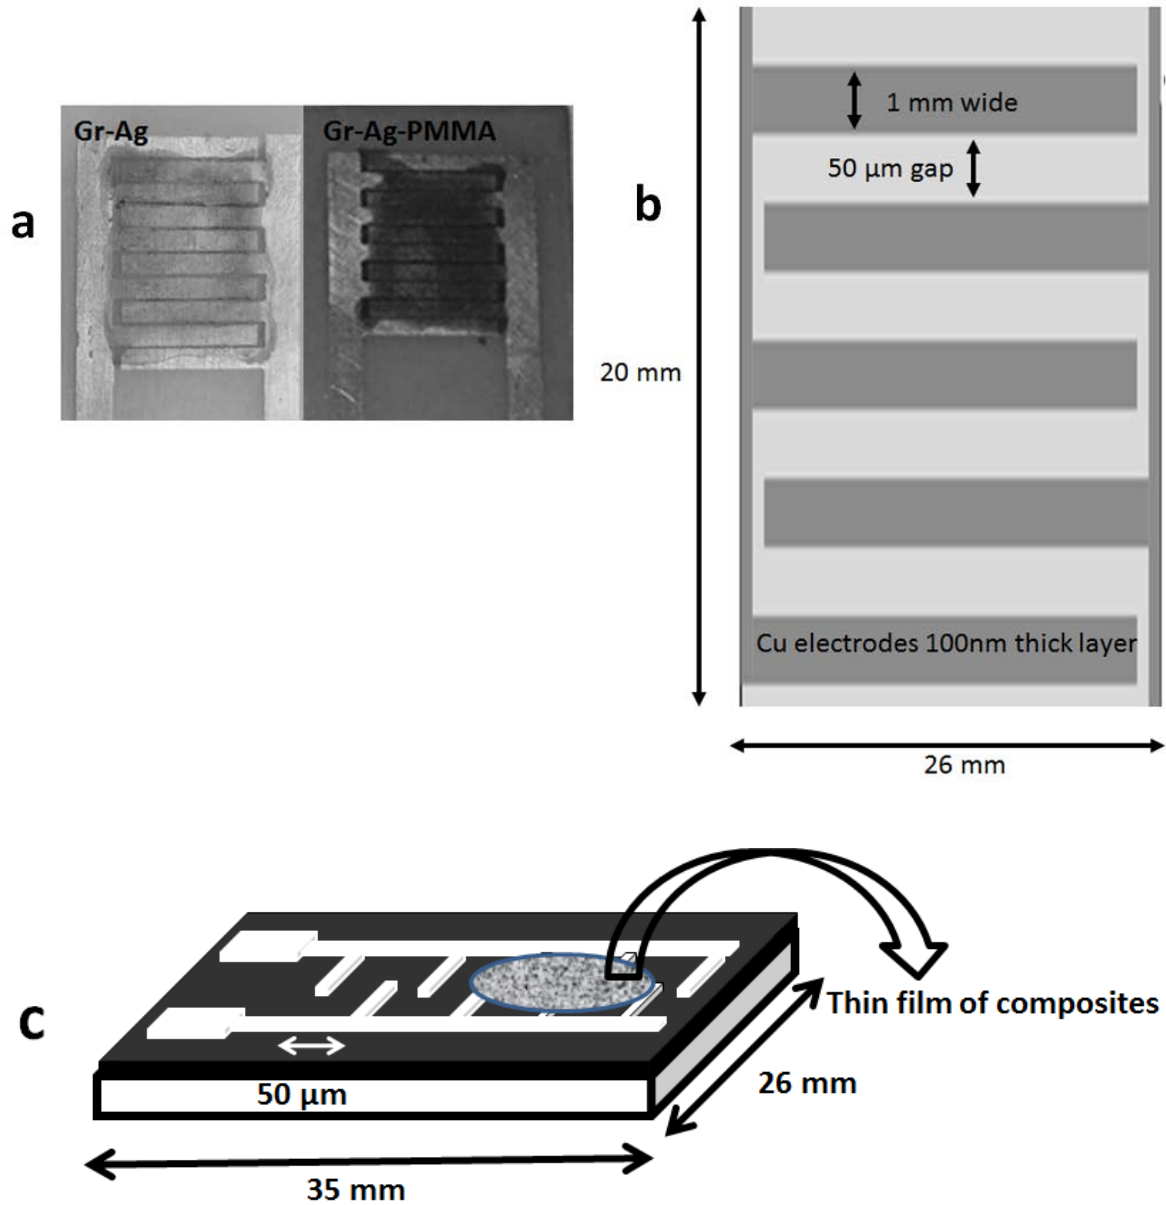 a
Gr-Ag
Gr-Ag-PMMA
b
1 mm wide
50 µm gap
20 mm
Cu electrodes 100nm thick layer
26 mm
c
Thin film of composites
50 µm
26 mm
35 mm